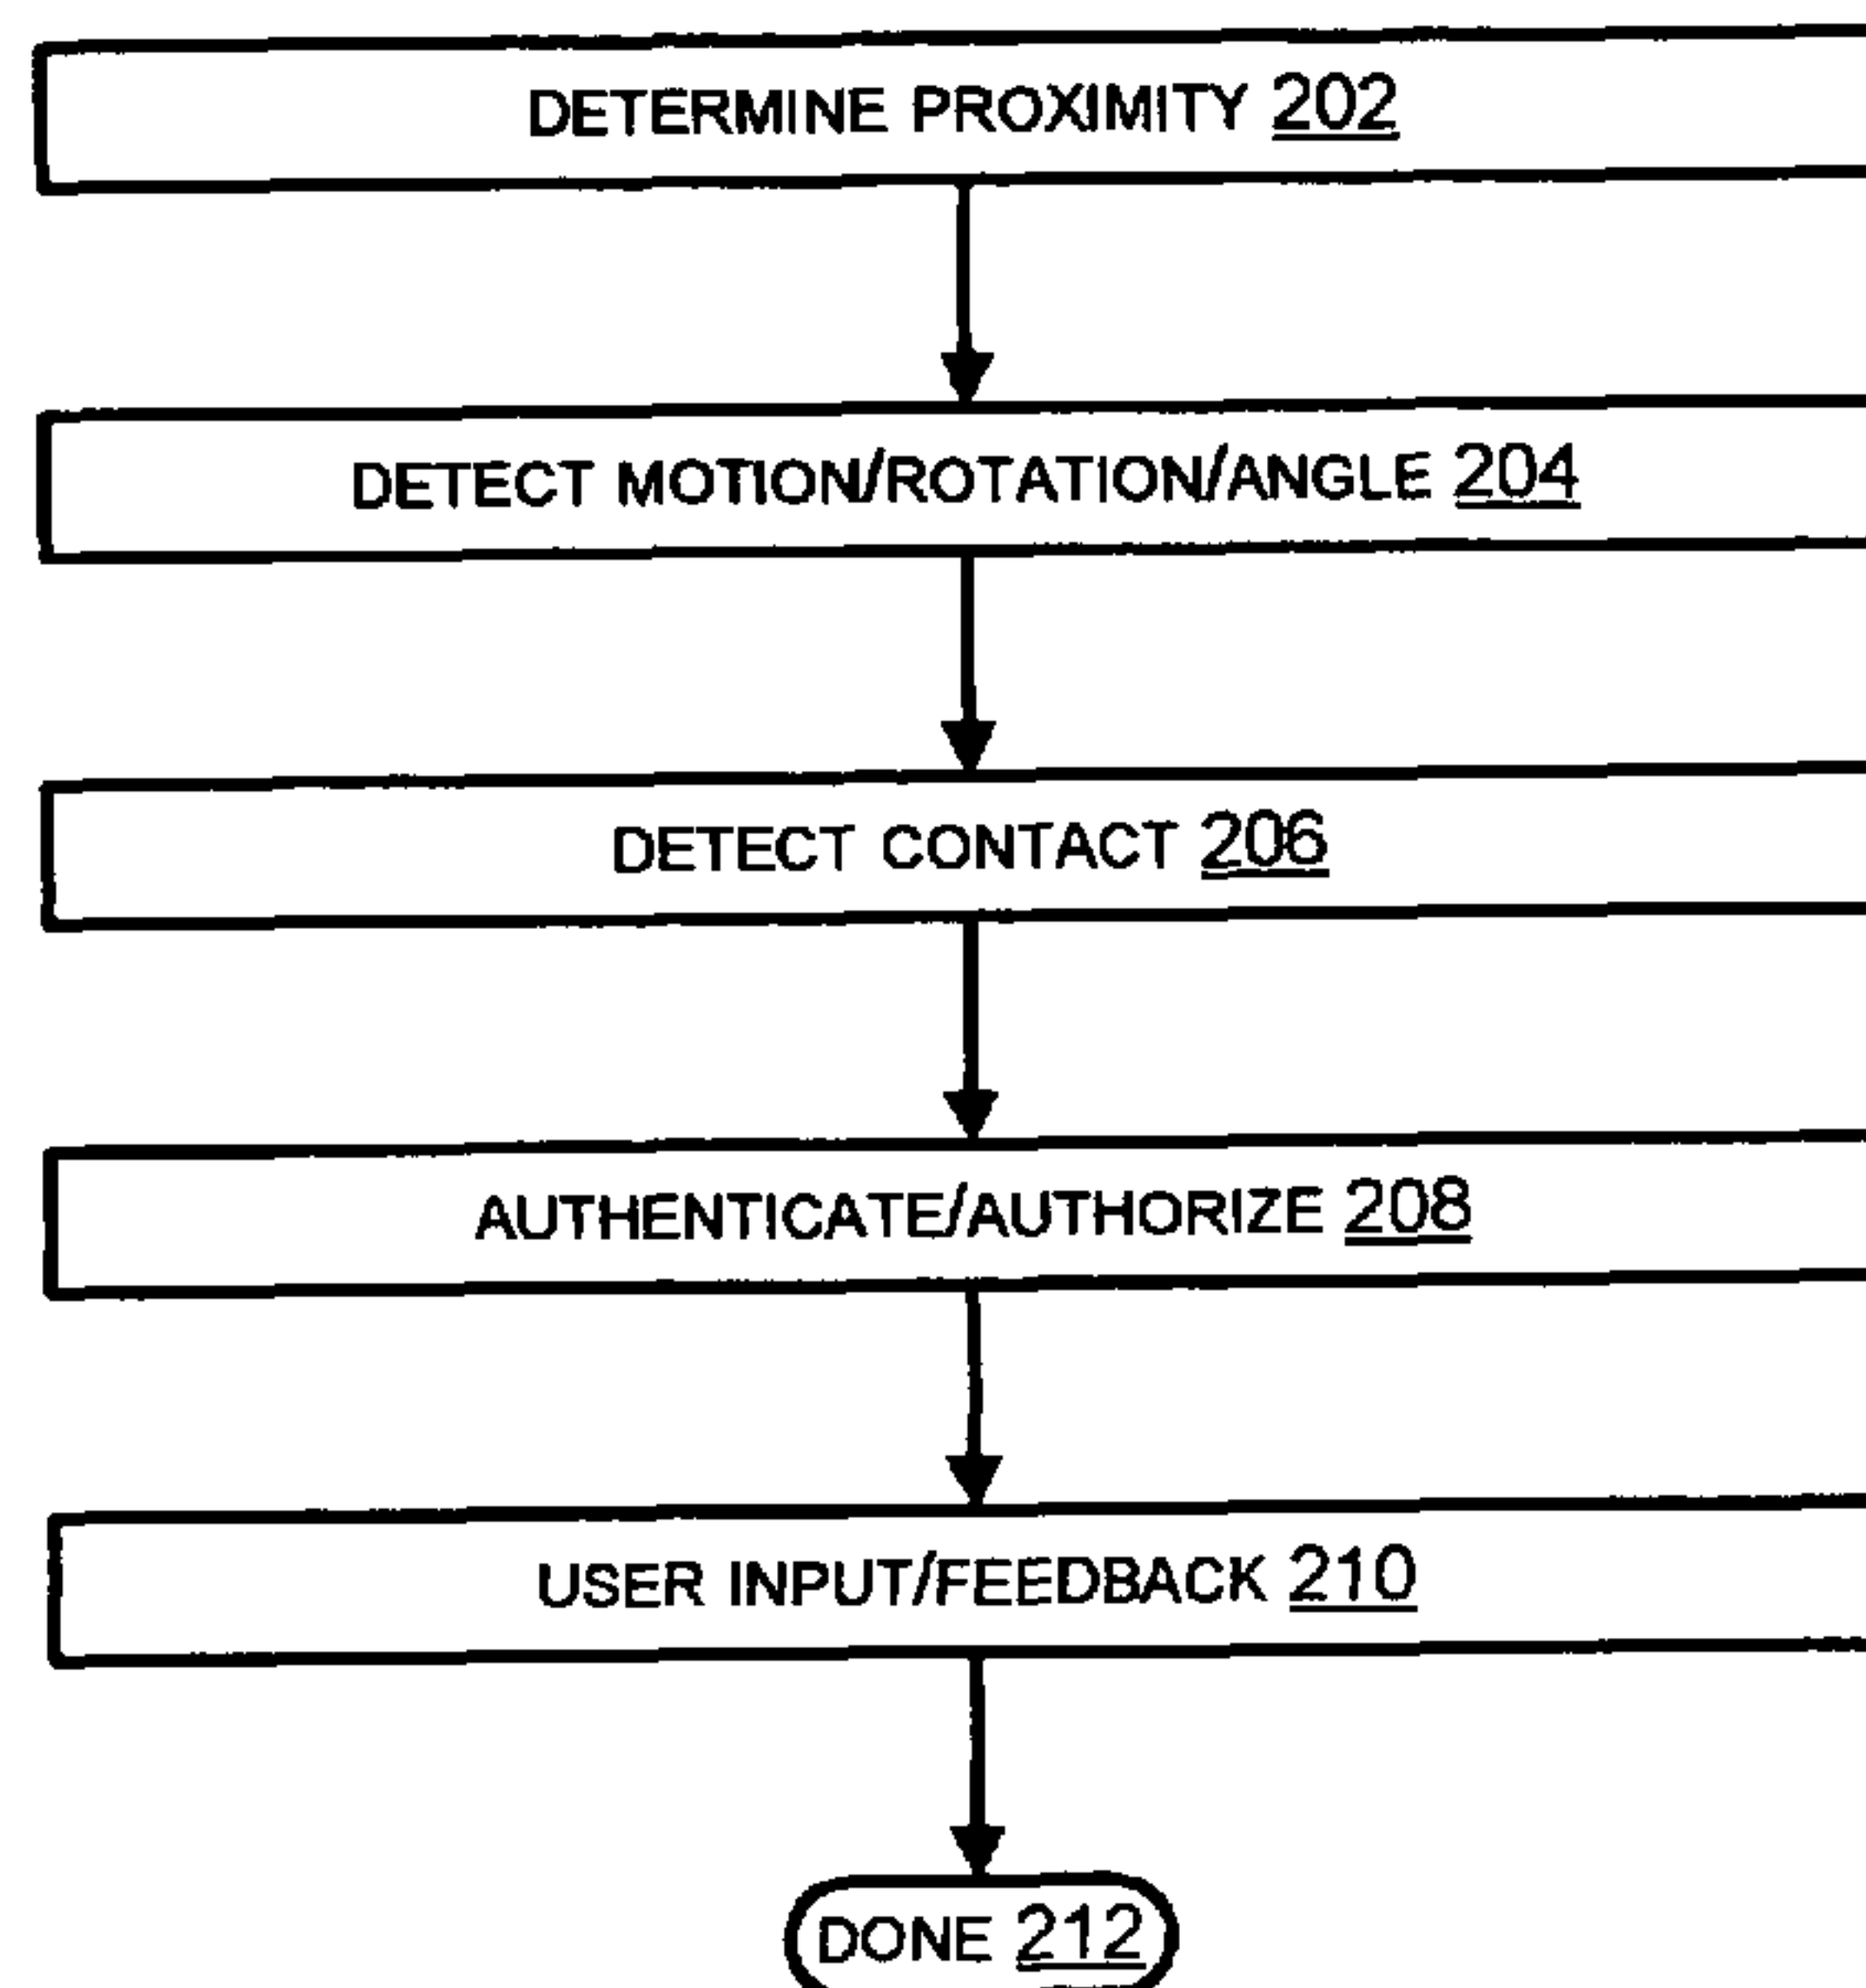 DETERMINE PROXIMITY 202
DETECT MOTION/ROTATION/ANGLE 204
DETECT CONTACT 206
AUTHENTICATE/AUTHORIZE 208
USER INPUT/FEEDBACK 210
DONE 212